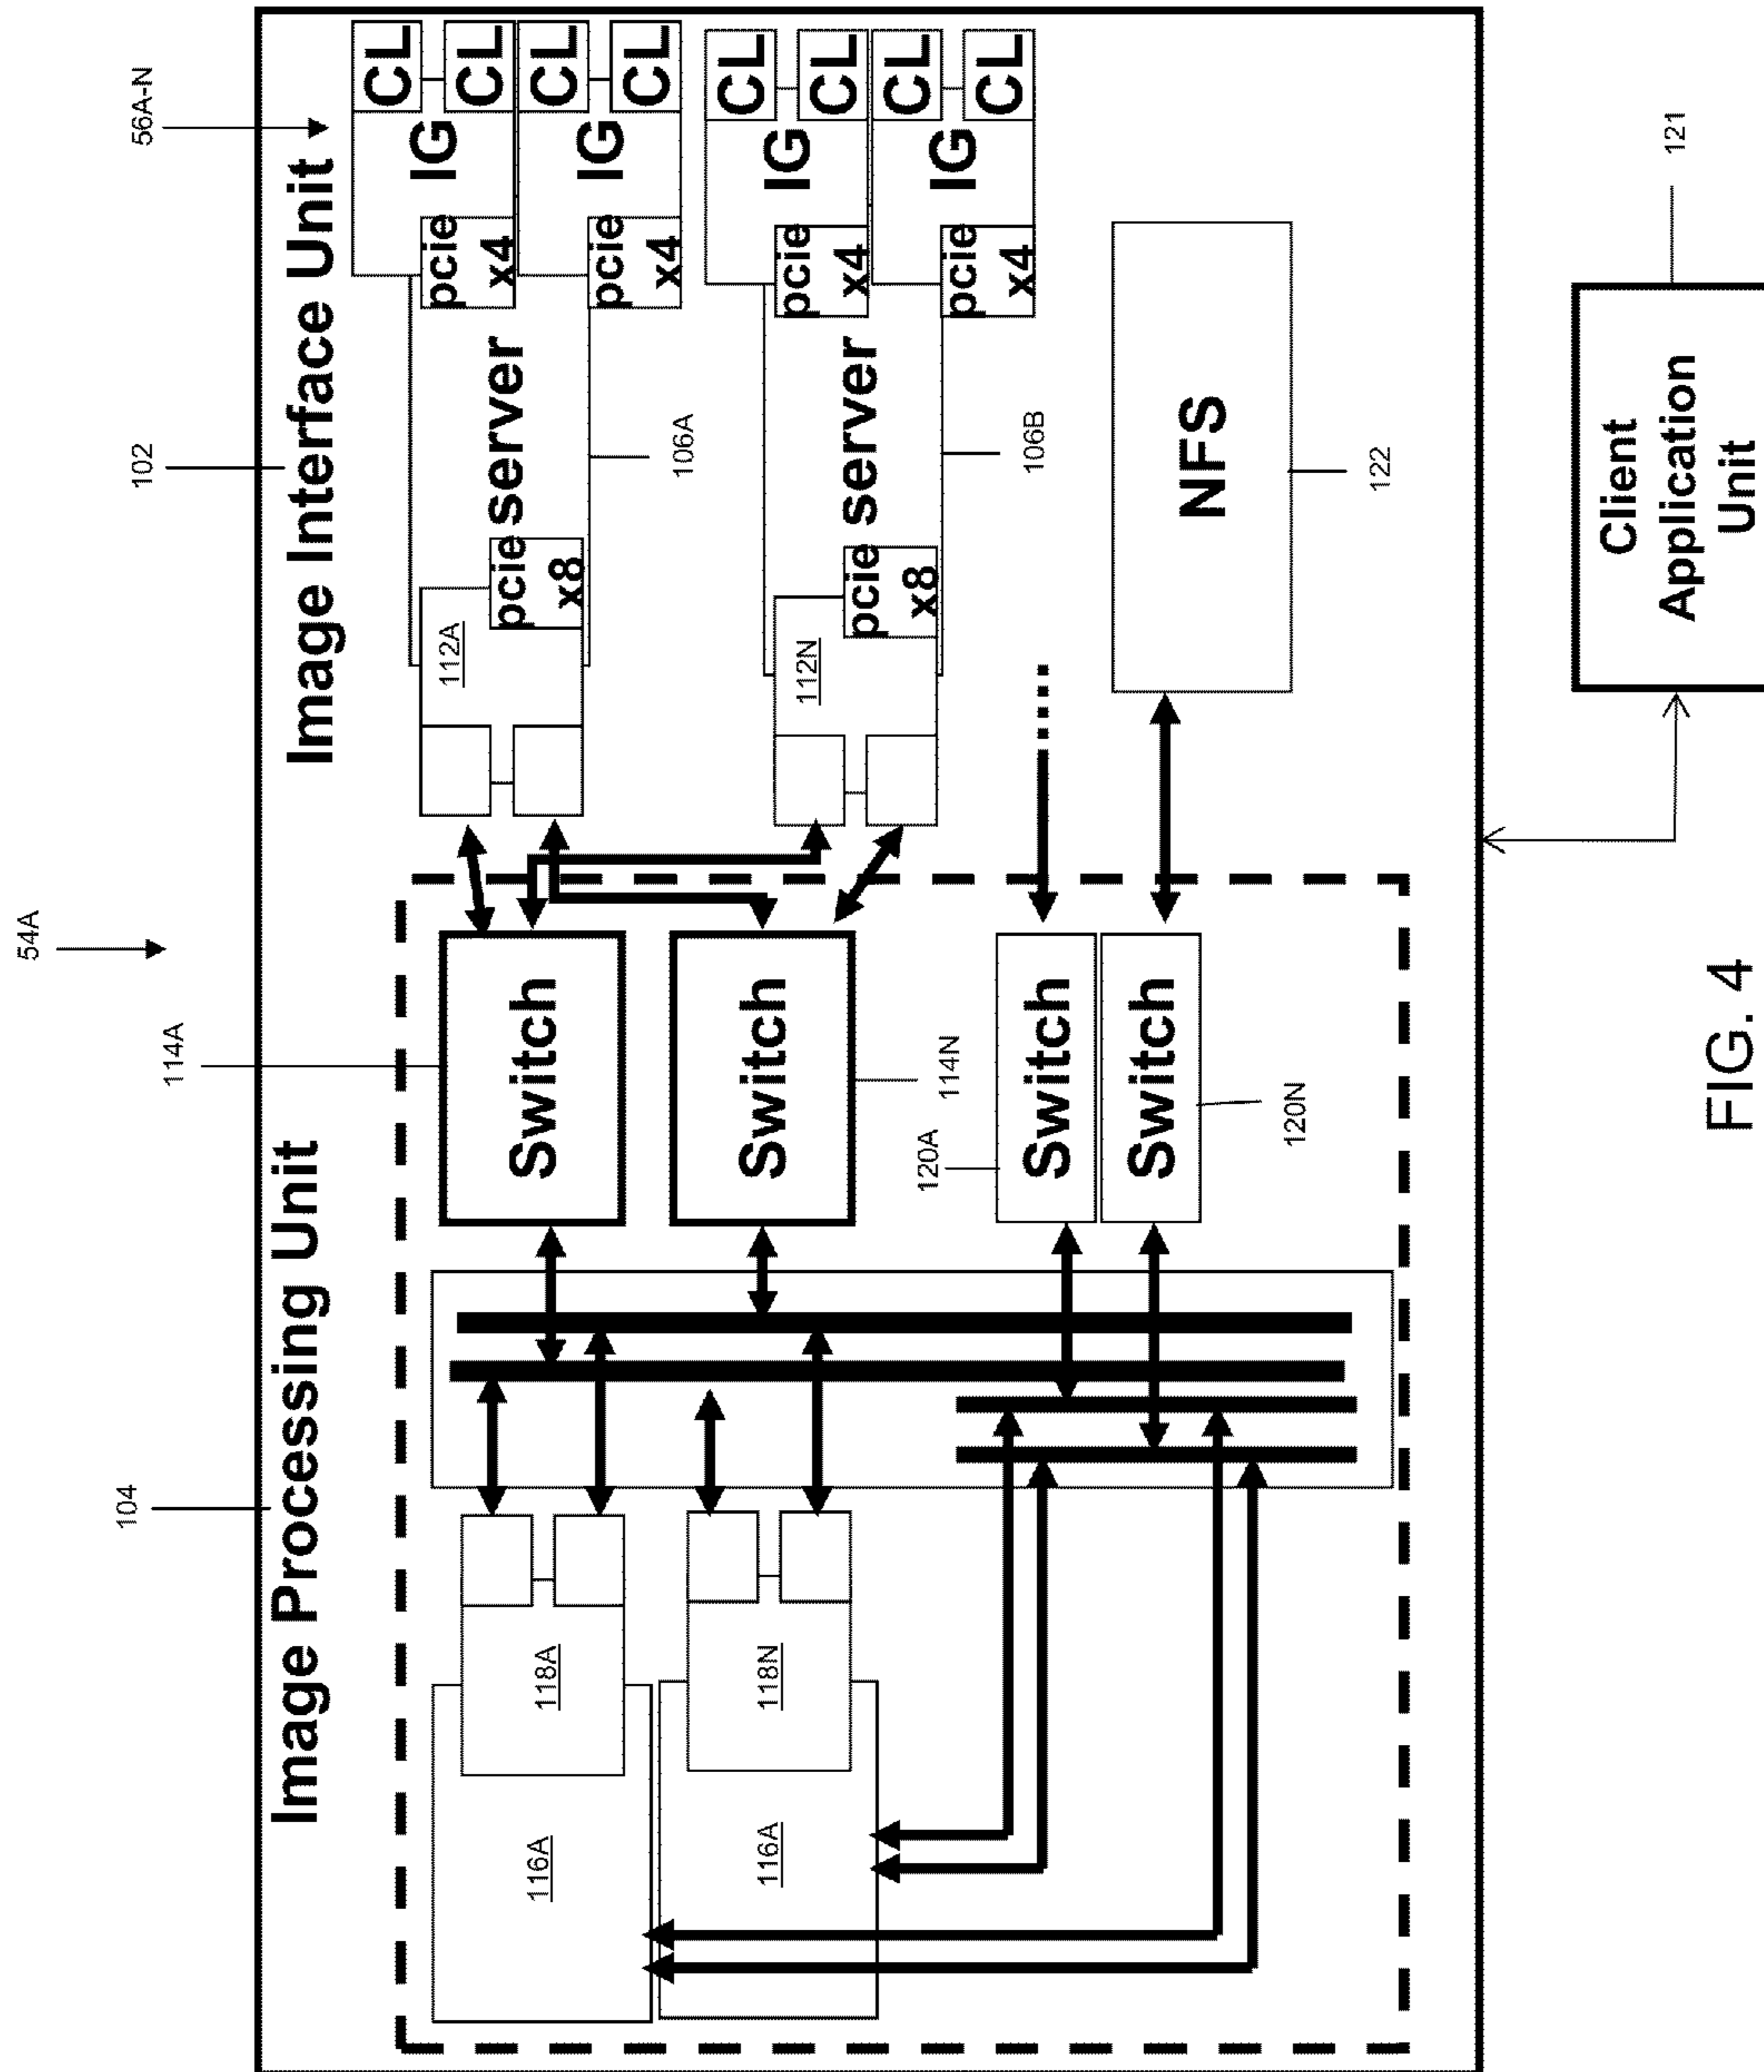 54A
104
114A
102
56A-N
Image Processing Unit
Image Interface Unit
116A
118A
Switch
112A
pcie
x8
server
pcie
x4
IG
CL
CL
pcie
x4
IG
CL
CL
106A
116A
118N
Switch
114N
112N
pcie
x8
server
pcie
x4
IG
CL
CL
pcie
x4
IG
CL
CL
106B
120A
Switch
Switch
120N
NFS
122
121
Client
Application
Unit
FIG. 4